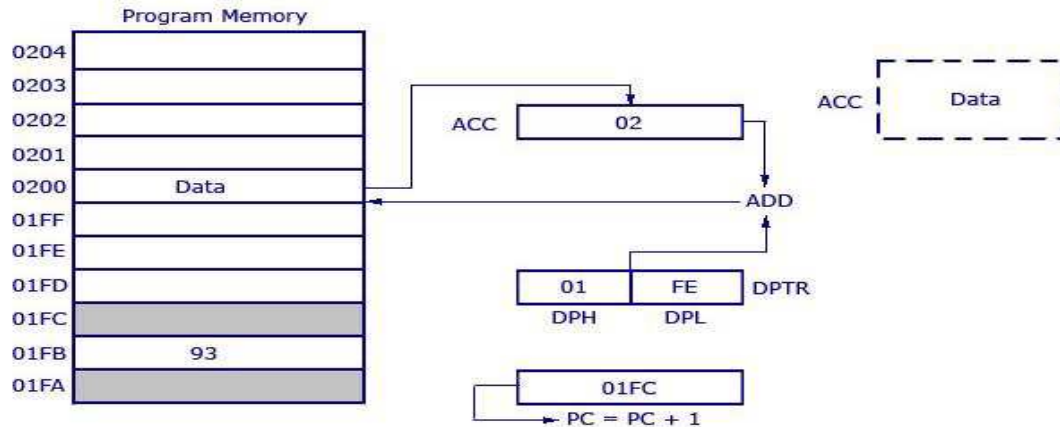 Program Memory
0204
0203
0202
0201
0200 Data
01FF
01FE
01FD
01FC
01FB 93
01FA
ACC 02
ADD
01 FE DPTR
DPH DPL
01FC
PC = PC + 1
ACC Data